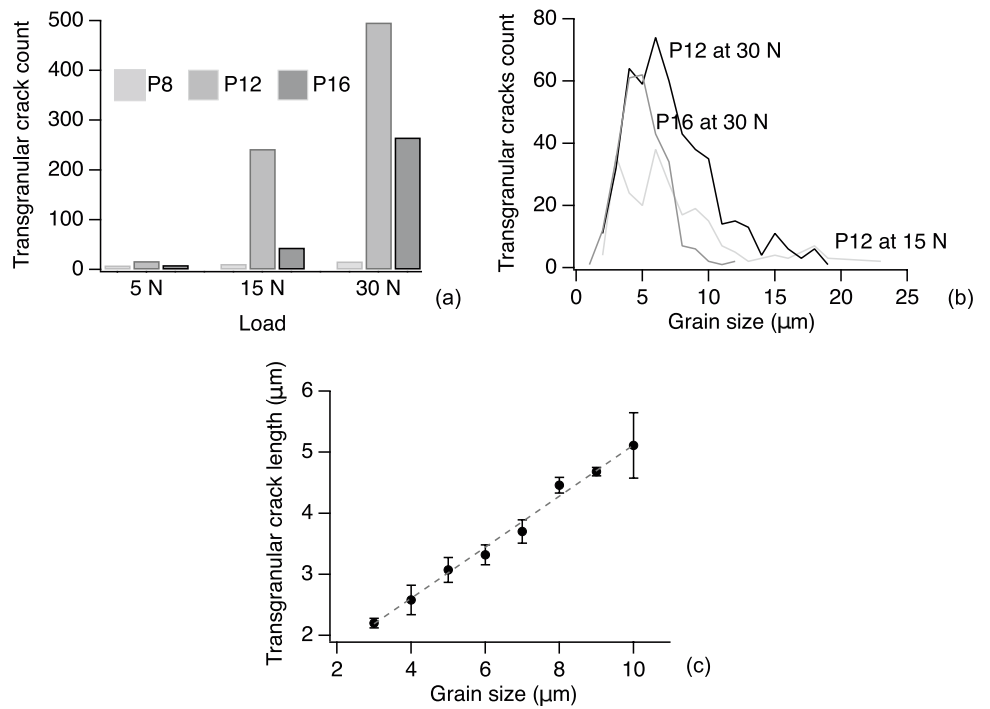 Transgranular crack count
500
400
300
200
100
0
P8 P12 P16
5 N 15 N 30 N
Load
(a)
Transgranular cracks count
80
60
40
20
0
P12 at 30 N
P16 at 30 N
P12 at 15 N
0 5 10 15 20 25
Grain size (µm)
(b)
Transgranular crack length (µm)
6
5
4
3
2
2 4 6 8 10
Grain size (µm)
(c)